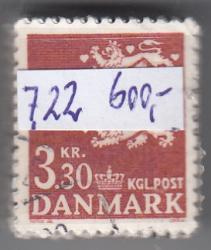 722 600,-
3 KR.
30 KGL.POST
DANMARK